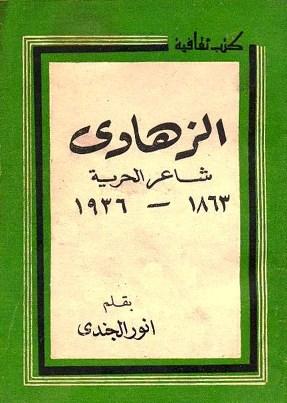 كتب ثقافية
الزهاوى
شاعر الحرية
١٨٦٣ - ١٩٣٦
بقلم
انور الجندى